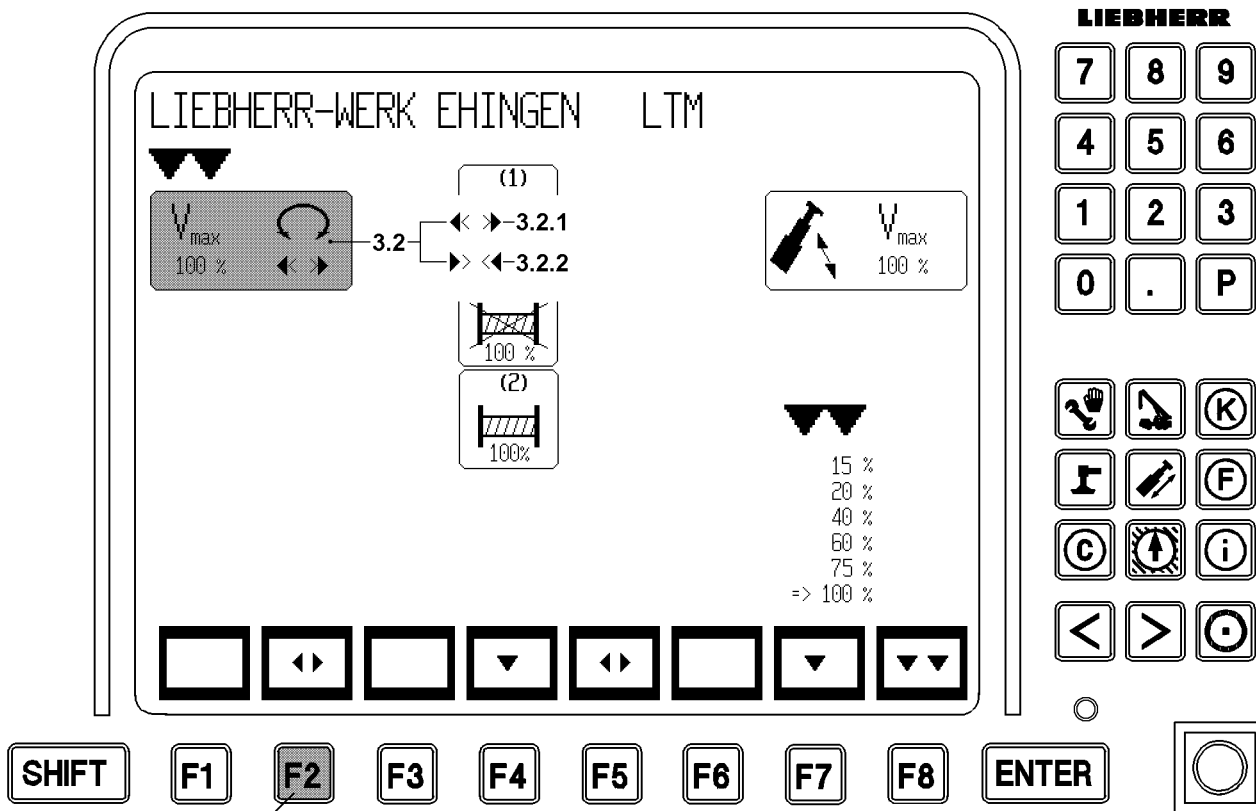 LIEBHERR
LIEBHERR-WERK EHINGEN LTM
Vmax
100 %
3.2
(1)
3.2.1
3.2.2
100 %
(2)
100%
Vmax
100 %
15 %
20 %
40 %
60 %
75 %
=> 100 %
7 8 9
4 5 6
1 2 3
0 . P
K
F
C i
< >
SHIFT F1 F2 F3 F4 F5 F6 F7 F8 ENTER